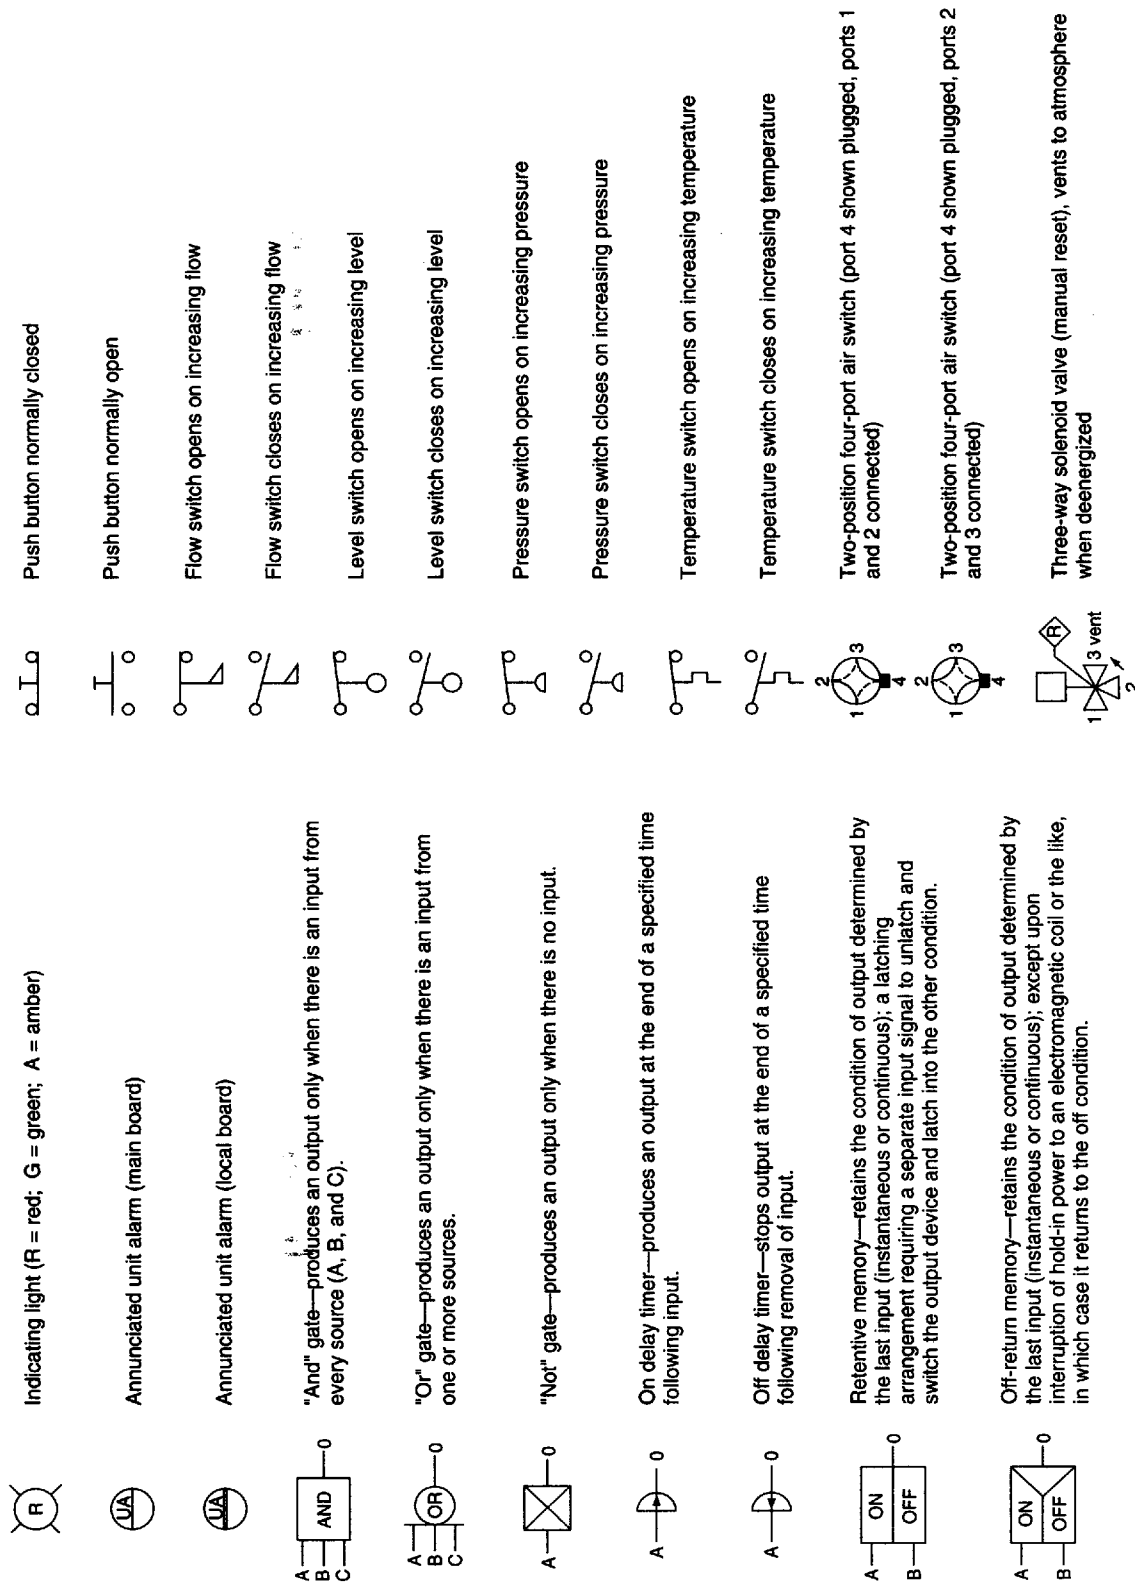 R
Indicating light (R = red; G = green; A = amber)
UA
Annunciated unit alarm (main board)
UA
Annunciated unit alarm (local board)
A
B
C
AND
0
"And" gate—produces an output only when there is an input from
every source (A, B, and C).
A
B
C
OR
0
"Or" gate—produces an output only when there is an input from
one or more sources.
A
0
"Not" gate—produces an output only when there is no input.
A
0
On delay timer—produces an output at the end of a specified time
following input.
A
0
Off delay timer—stops output at the end of a specified time
following removal of input.
A
B
ON
OFF
0
Retentive memory—retains the condition of output determined by
the last input (instantaneous or continuous); a latching
arrangement requiring a separate input signal to unlatch and
switch the output device and latch into the other condition.
A
B
ON
OFF
0
Off-return memory—retains the condition of output determined by
the last input (instantaneous or continuous); except upon
interruption of hold-in power to an electromagnetic coil or the like,
in which case it returns to the off condition.
Push button normally closed
Push button normally open
Flow switch opens on increasing flow
Flow switch closes on increasing flow
Level switch opens on increasing level
Level switch closes on increasing level
Pressure switch opens on increasing pressure
Pressure switch closes on increasing pressure
Temperature switch opens on increasing temperature
Temperature switch closes on increasing temperature
2
1
3
4
Two-position four-port air switch (port 4 shown plugged, ports 1
and 2 connected)
2
1
3
4
Two-position four-port air switch (port 4 shown plugged, ports 2
and 3 connected)
R
1
3 vent
2
Three-way solenoid valve (manual reset), vents to atmosphere
when deenergized